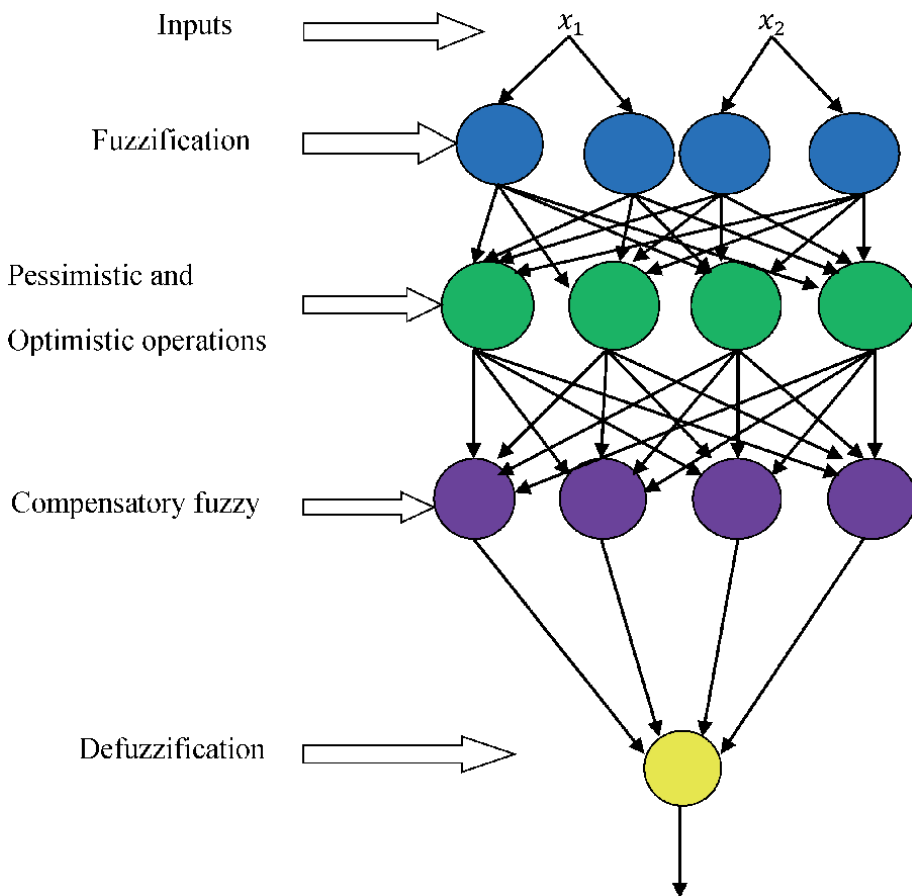 Inputs
x₁
x₂
Fuzzification
Pessimistic and
Optimistic operations
Compensatory fuzzy
Defuzzification